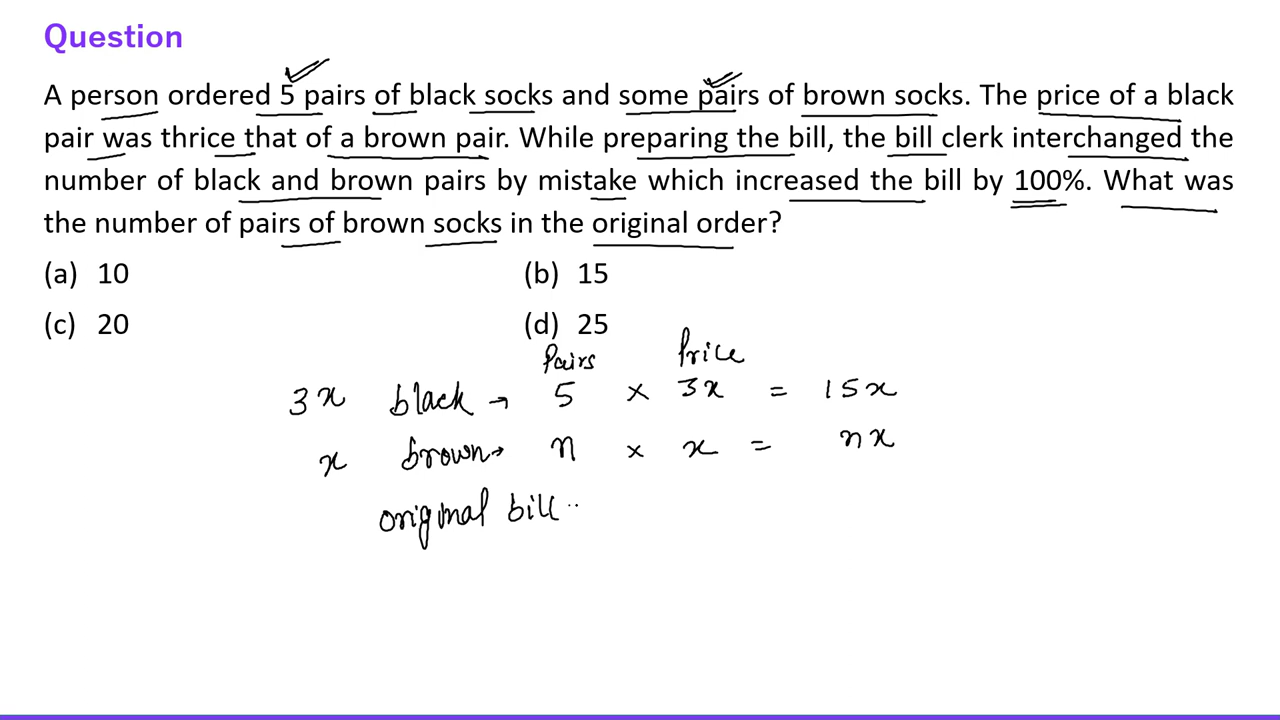 Question
A person ordered 5 pairs of black socks and some pairs of brown socks. The price of a black
pair was thrice that of a brown pair. While preparing the bill, the bill clerk interchanged the
number of black and brown pairs by mistake which increased the bill by 100%. What was
the number of pairs of brown socks in the original order?
(a) 10 (b) 15
(c) 20 (d) 25
Pairs Price
3x black → 5 × 3x = 15x
x brown → n × x = nx
original bill